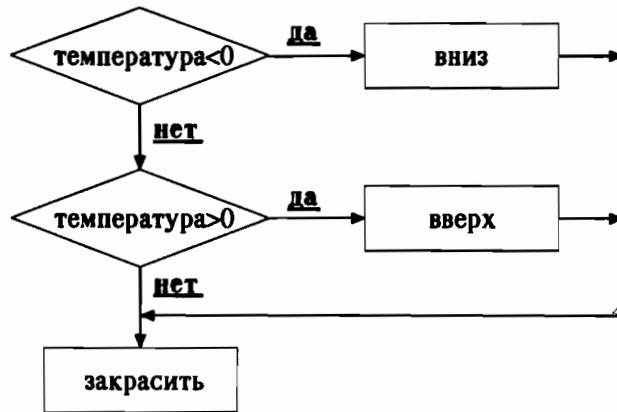 температура<0
да
вниз
нет
температура>0
да
вверх
нет
закрасить